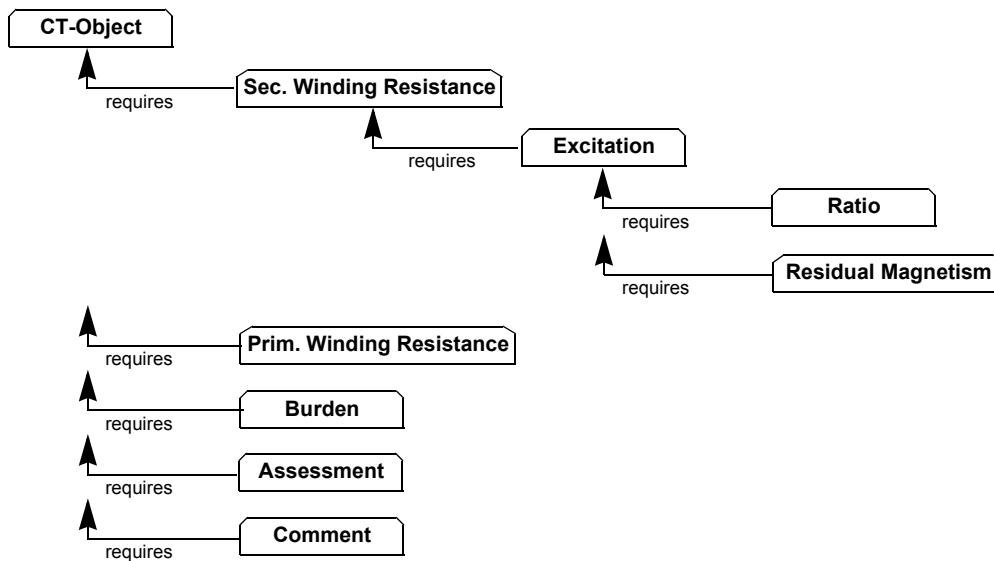 CT-Object
requires
Sec. Winding Resistance
requires
Excitation
requires
Ratio
requires
Residual Magnetism
requires
Prim. Winding Resistance
requires
Burden
requires
Assessment
requires
Comment